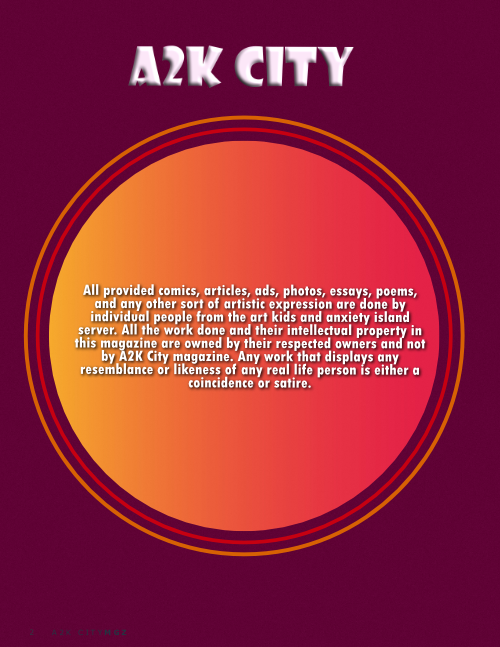 A2K CITY
All provided comics, articles, ads, photos, essays, poems,
and any other sort of artistic expression are done by
individual people from the art kids and anxiety island
server. All the work done and their intellectual property in
this magazine are owned by their respected owners and not
by A2K City magazine. Any work that displays any
resemblance or likeness of any real life person is either a
coincidence or satire.
2 A2K CITYMAG